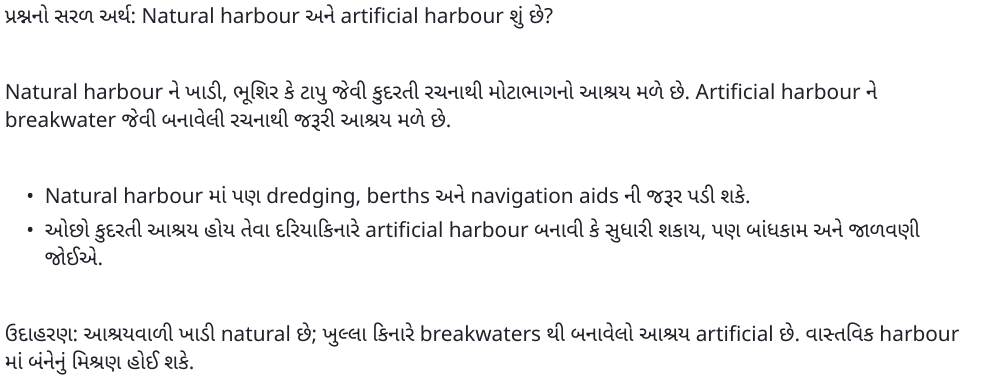 પ્રશ્નનો સરળ અર્થ: Natural harbour અને artificial harbour શું છે?
Natural harbour ને ખાડી, ભૂશિર કે ટાપુ જેવી કુદરતી રચનાથી મોટાભાગનો આશ્રય મળે છે. Artificial harbour ને
breakwater જેવી બનાવેલી રચનાથી જરૂરી આશ્રય મળે છે.
• Natural harbour માં પણ dredging, berths અને navigation aids ની જરૂર પડી શકે.
• ઓછો કુદરતી આશ્રય હોય તેવા દરિયાકિનારે artificial harbour બનાવી કે સુધારી શકાય, પણ બાંધકામ અને જાળવણી
જોઈએ.
ઉદાહરણ: આશ્રયવાળી ખાડી natural છે; ખુલ્લા કિનારે breakwaters થી બનાવેલો આશ્રય artificial છે. વાસ્તવિક harbour
માં બંનેનું મિશ્રણ હોઈ શકે.